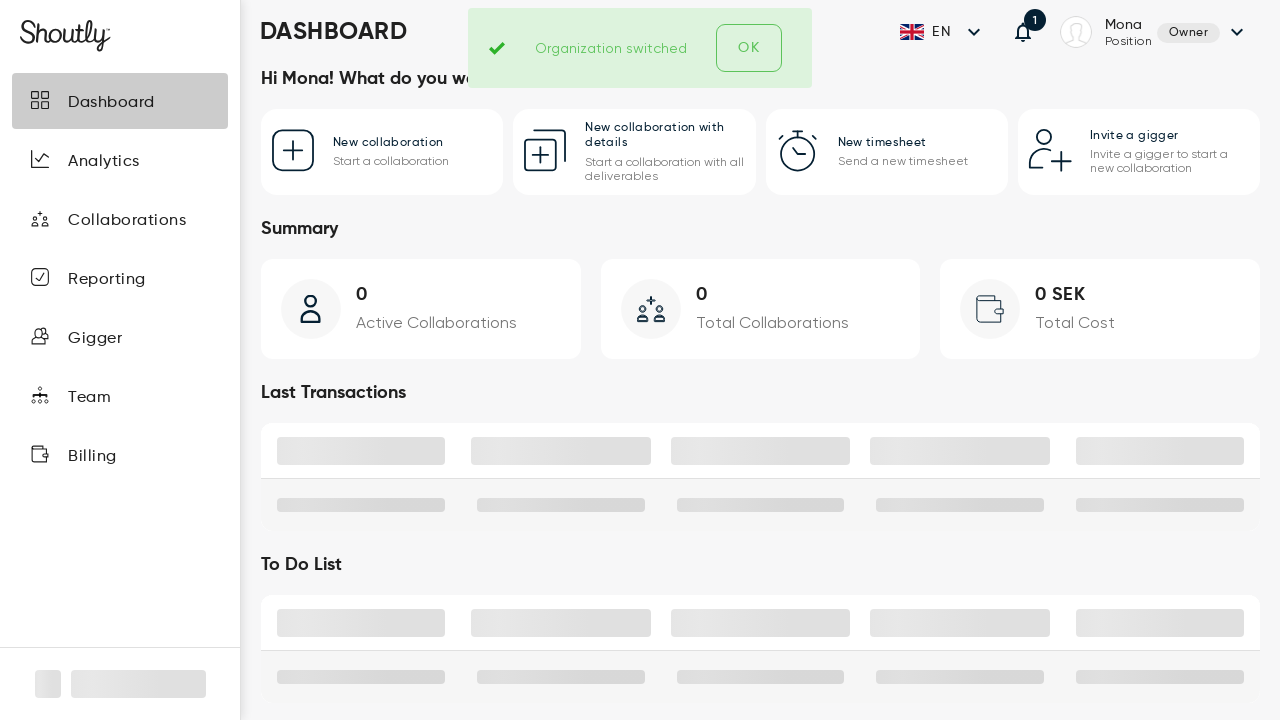 Shoutly
DASHBOARD
Organization switched
OK
EN
1
Mona
Position
Owner
Hi Mona! What do you
Dashboard
Analytics
Collaborations
Reporting
Gigger
Team
Billing
New collaboration
Start a collaboration
New collaboration with
details
Start a collaboration with all
deliverables
New timesheet
Send a new timesheet
Invite a gigger
Invite a gigger to start a
new collaboration
Summary
0
Active Collaborations
0
Total Collaborations
0 SEK
Total Cost
Last Transactions
To Do List